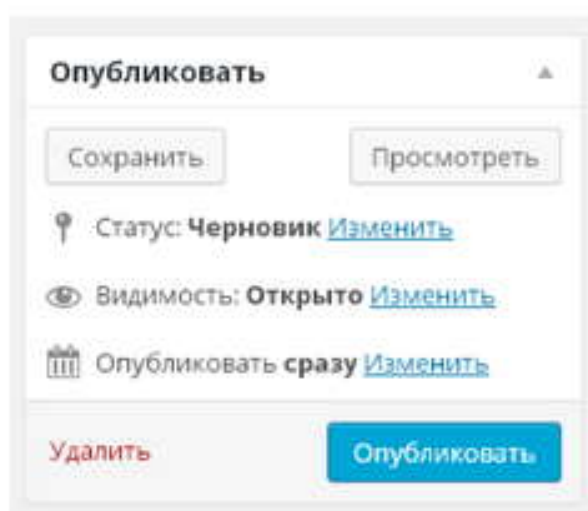 Опубликовать
Сохранить Просмотреть
Статус: Черновик Изменить
Видимость: Открыто Изменить
Опубликовать сразу Изменить
Удалить Опубликовать